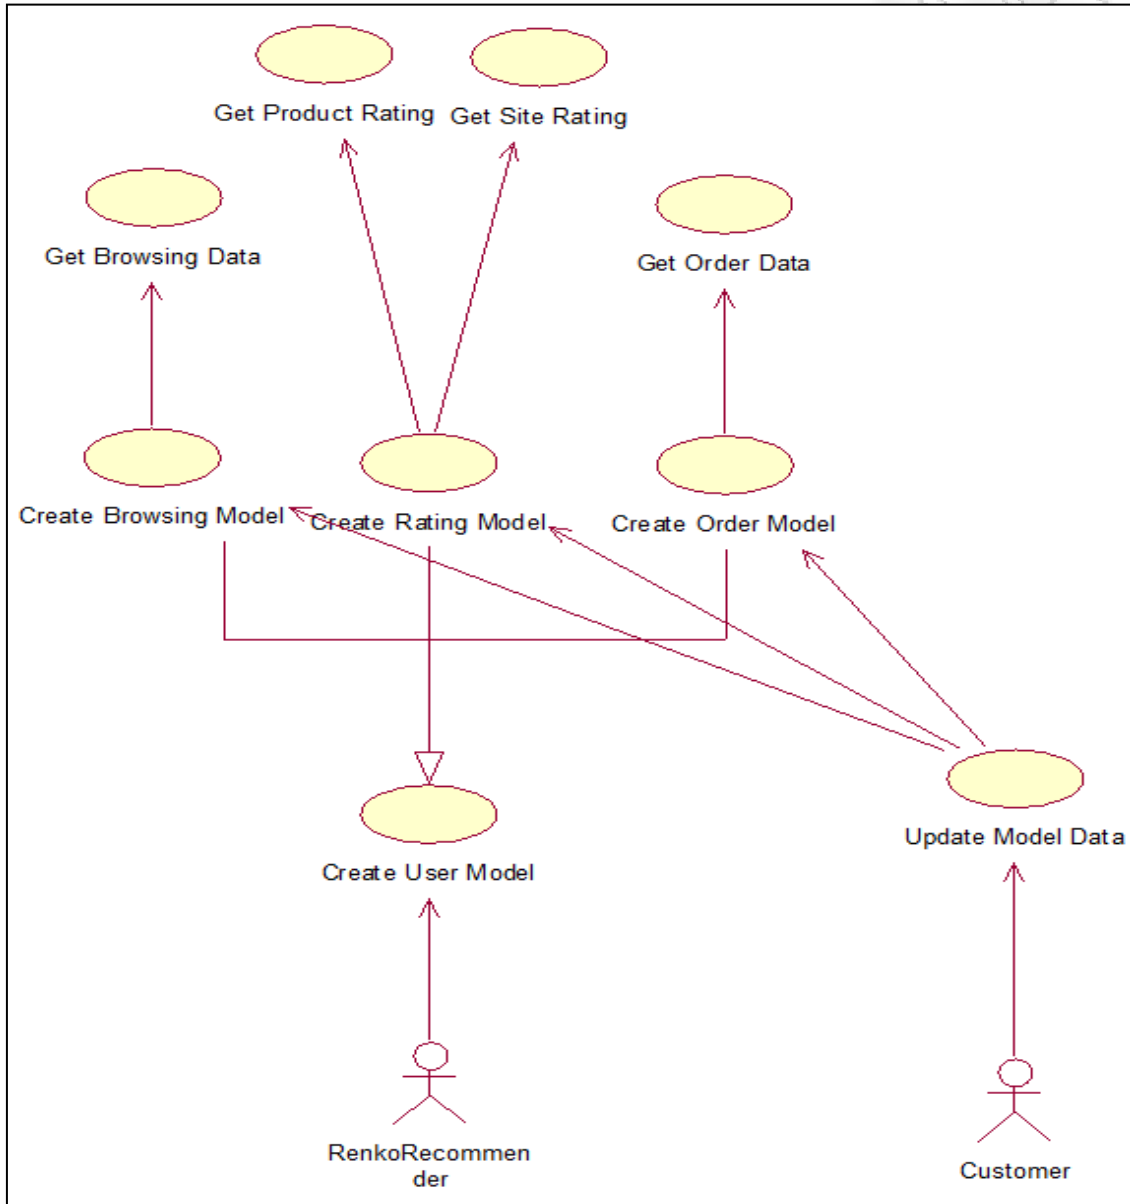 Get Product Rating
Get Site Rating
Get Browsing Data
Get Order Data
Create Browsing Model
Create Rating Model
Create Order Model
Update Model Data
Create User Model
RenkoRecommen
der
Customer